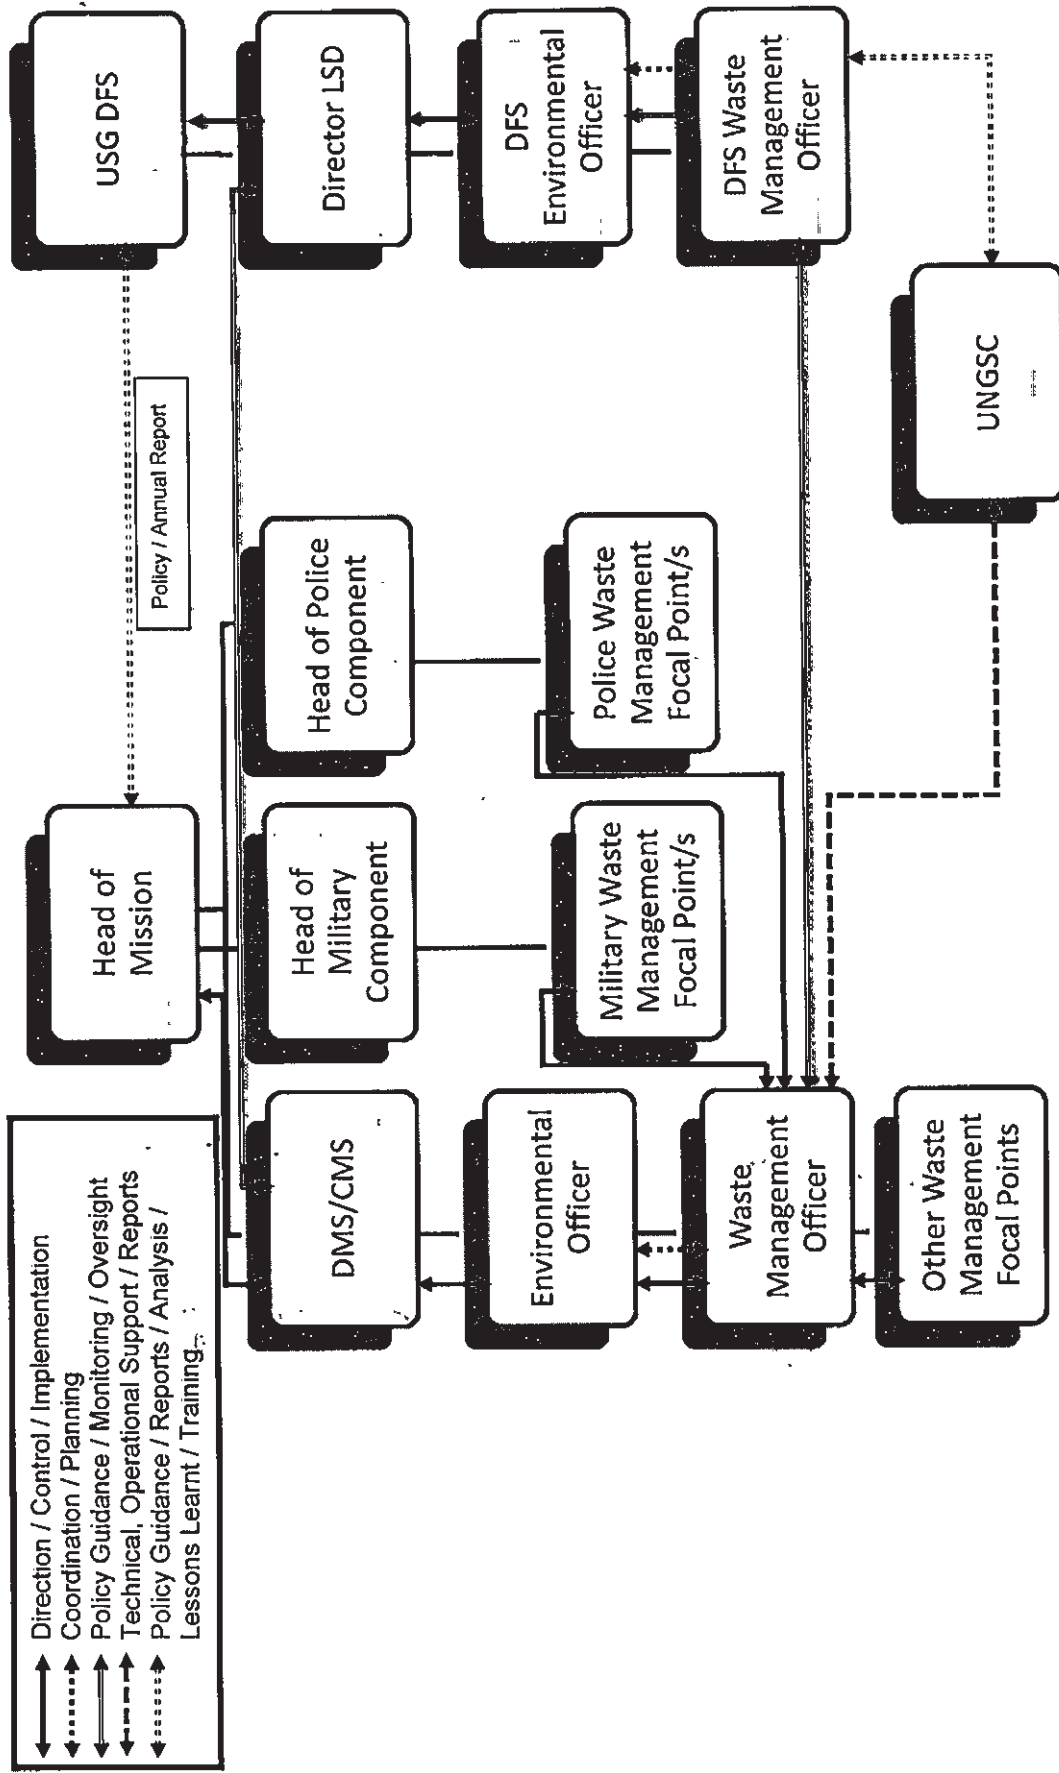 Direction / Control / Implementation
Coordination / Planning
Policy Guidance / Monitoring / Oversight
Technical, Operational Support / Reports
Policy Guidance / Reports / Analysis /
Lessons Learnt / Training
Head of
Mission
Policy / Annual Report
USG DFS
DMS/CMS
Head of
Military
Component
Head of Police
Component
Director LSD
Environmental
Officer
Military Waste
Management
Focal Point/s
Police Waste
Management
Focal Point/s
DFS
Environmental
Officer
Waste
Management
Officer
DFS Waste
Management
Officer
Other Waste
Management
Focal Points
UNGSC